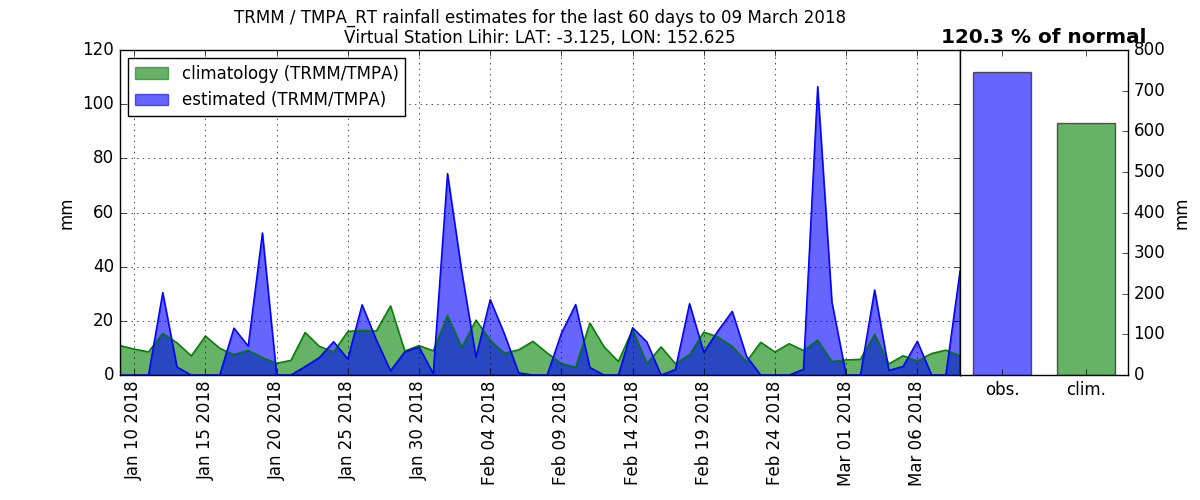 TRMM / TMPA_RT rainfall estimates for the last 60 days to 09 March 2018
Virtual Station Lihir: LAT: -3.125, LON: 152.625
120.3 % of normal
climatology (TRMM/TMPA)
estimated (TRMM/TMPA)
mm
120
100
80
60
40
20
0
Jan 10 2018
Jan 15 2018
Jan 20 2018
Jan 25 2018
Jan 30 2018
Feb 04 2018
Feb 09 2018
Feb 14 2018
Feb 19 2018
Feb 24 2018
Mar 01 2018
Mar 06 2018
obs.
clim.
800
700
600
500
400
300
200
100
0
mm